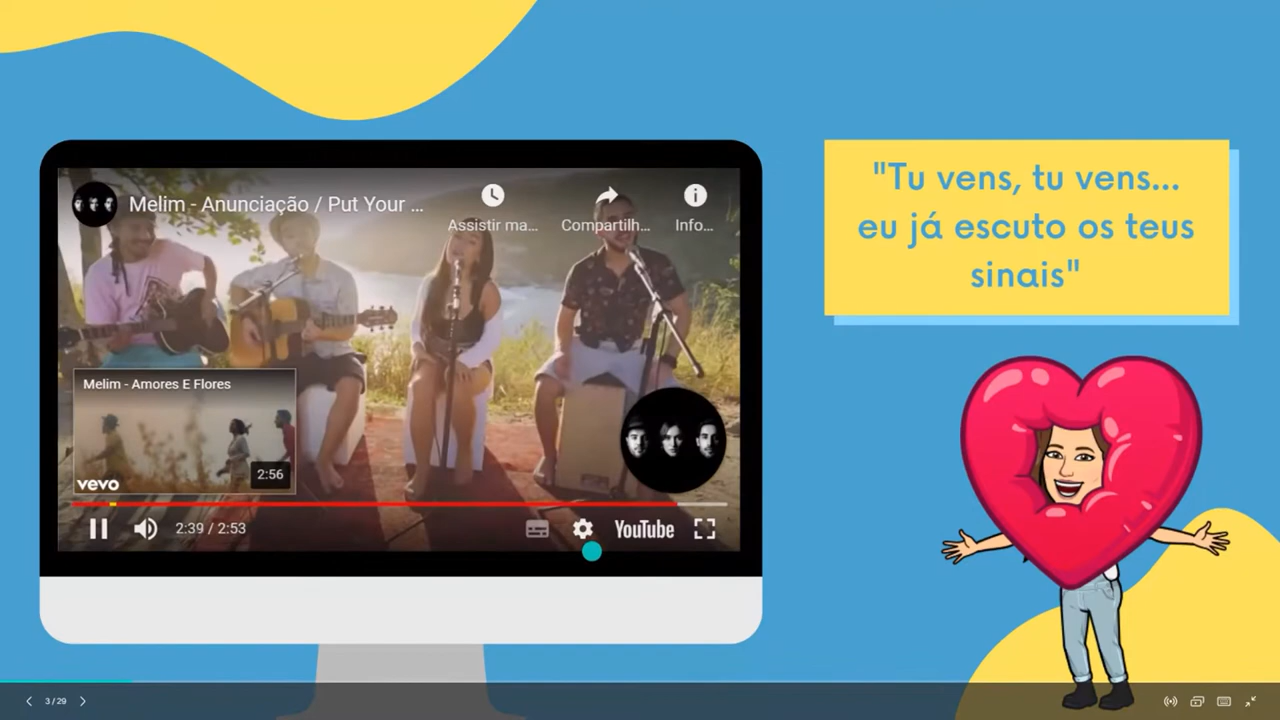 Melim - Anunciação / Put Your ...
Assistir ma...
Compartilh...
Info...
"Tu vens, tu vens...
eu já escuto os teus
sinais"
Melim - Amores E Flores
2:56
vevo
2:39 / 2:53
YouTube
3 / 29